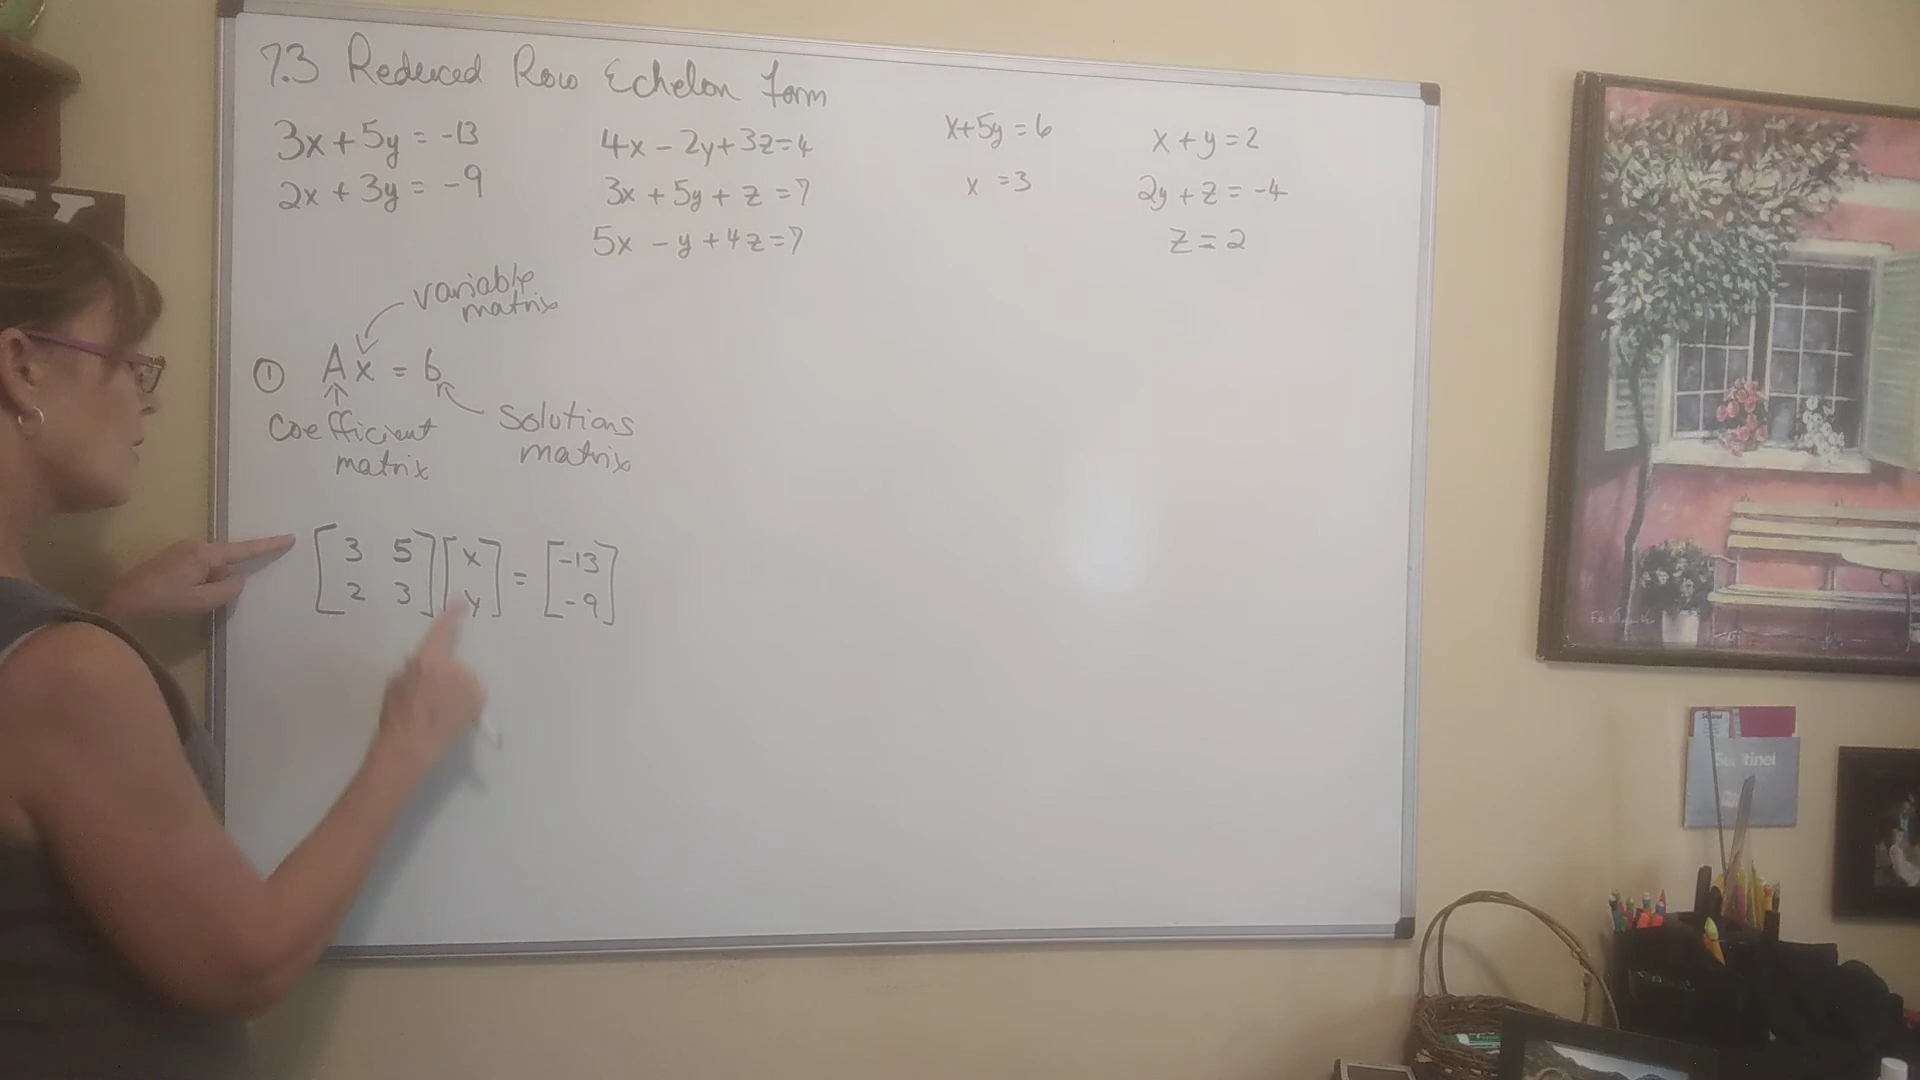 7.3 Reduced Row Echelon Form
3x + 5y = -13
2x + 3y = -9
4x - 2y + 3z = 4
3x + 5y + z = 7
5x - y + 4z = 7
x + 5y = 6
x = 3
x + y = 2
2y + z = -4
z = 2
variable
matrix
① Ax = b
coefficient
matrix
solutions
matrix
[3 5] [x] = [-13]
[2 3] [y] [-9]